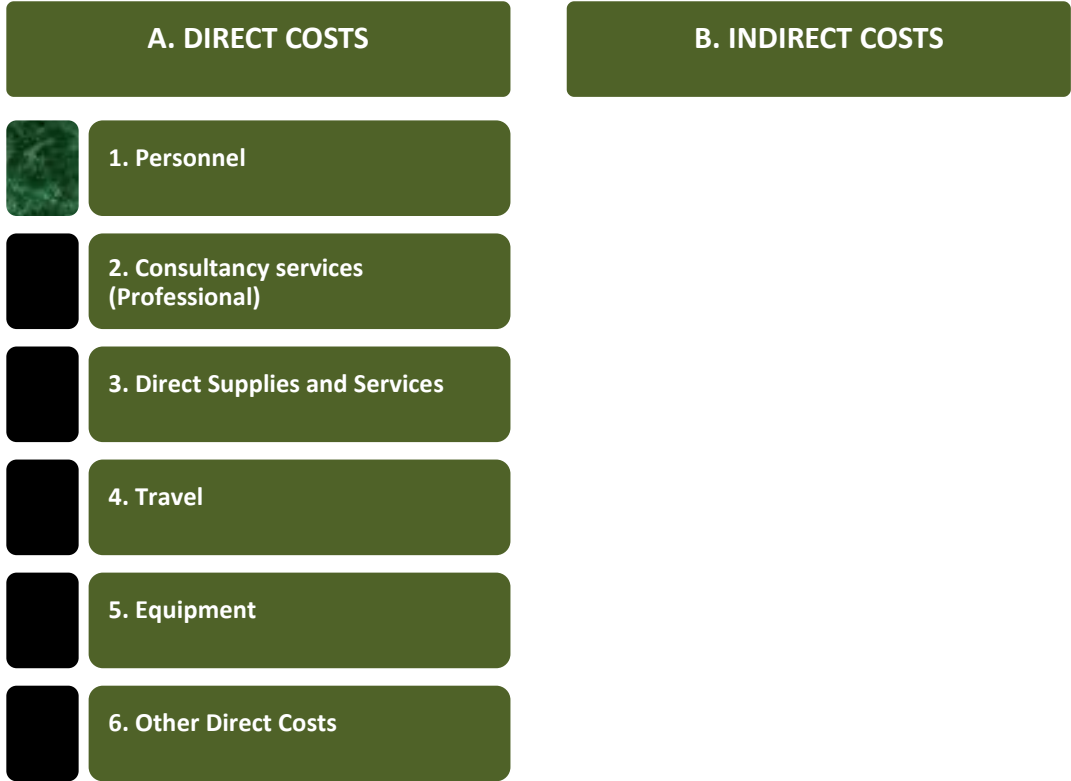 A. DIRECT COSTS
B. INDIRECT COSTS
1. Personnel
2. Consultancy services
(Professional)
3. Direct Supplies and Services
4. Travel
5. Equipment
6. Other Direct Costs